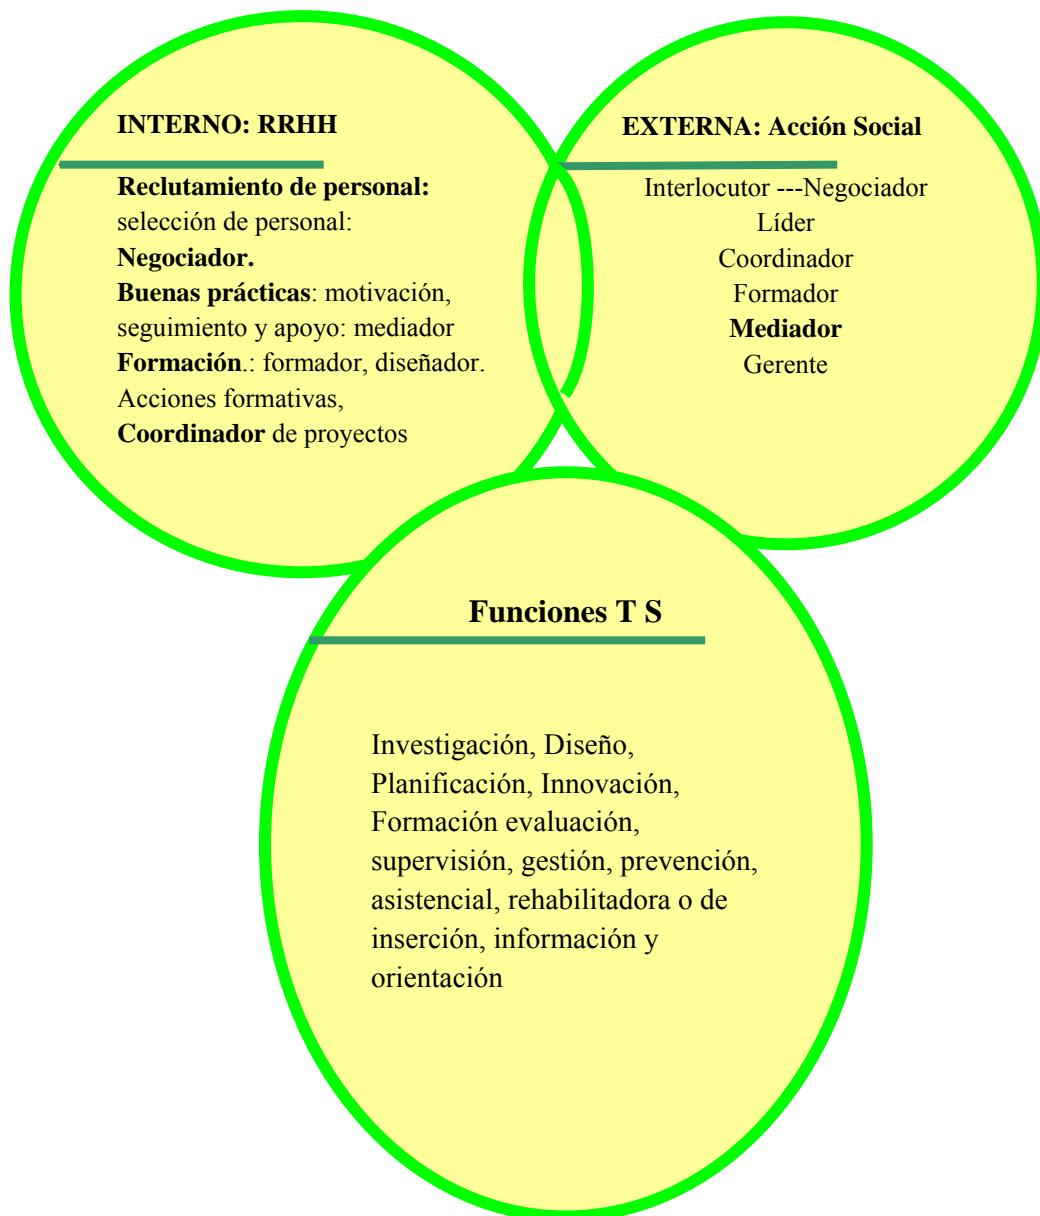 INTERNO: RRHH
Reclutamiento de personal:
selección de personal:
Negociador.
Buenas prácticas: motivación,
seguimiento y apoyo: mediador
Formación.: formador, diseñador.
Acciones formativas,
Coordinador de proyectos
EXTERNA: Acción Social
Interlocutor ---Negociador
Líder
Coordinador
Formador
Mediador
Gerente
Funciones T S
Investigación, Diseño,
Planificación, Innovación,
Formación evaluación,
supervisión, gestión, prevención,
asistencial, rehabilitadora o de
inserción, información y
orientación